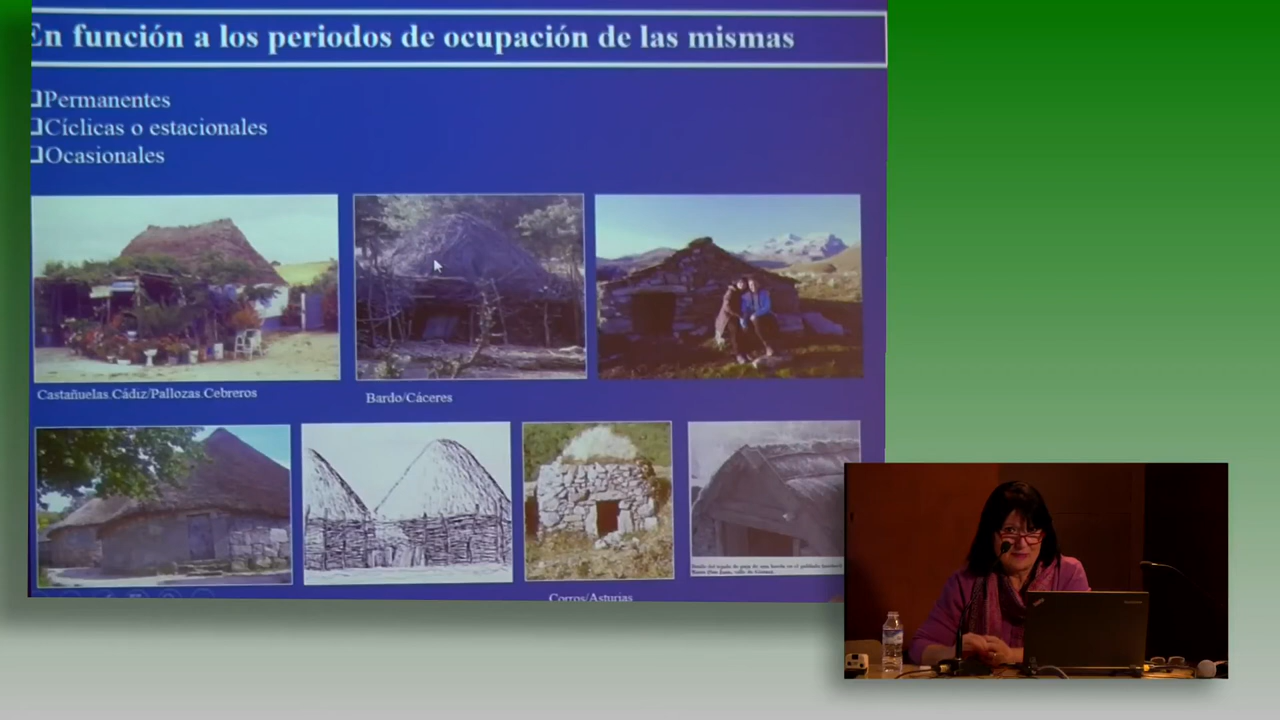 En función a los periodos de ocupación de las mismas
Permanentes
Cíclicas o estacionales
Ocasionales
Castañuelas.Cádiz/Pallozas.Cebreros
Bardo/Cáceres
Corros/Asturias